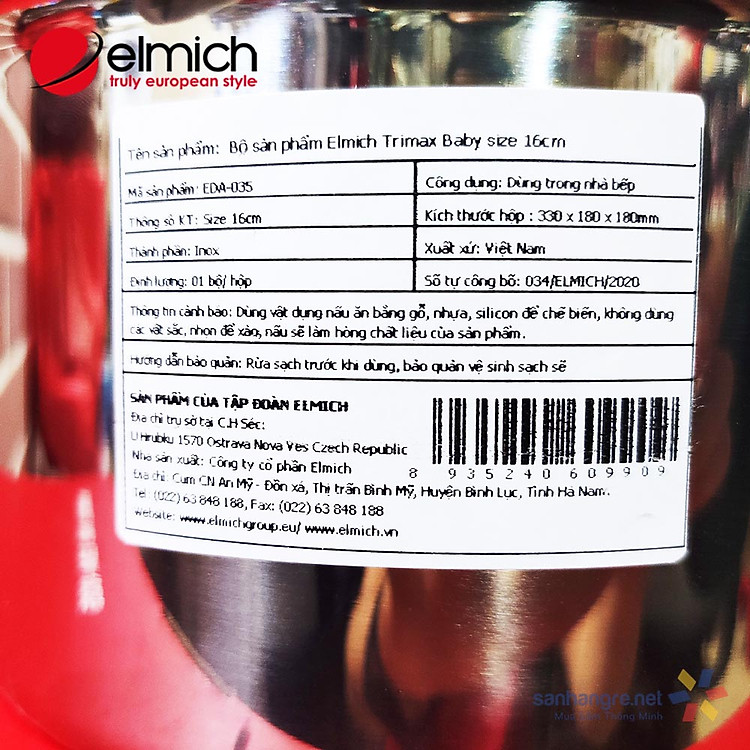 elmich
truly european style
Tên sản phẩm: Bộ sản phẩm Elmich Trimax Baby size 16cm
Mã sản phẩm: EDA-035
Công dụng: Dùng trong nhà bếp
Thông số KT: Size 16cm
Kích thước hộp : 330 x 180 x 180mm
Thành phần: Inox
Xuất xứ: Việt Nam
Định lượng: 01 bộ/ hộp
Số tự công bố: 034/ELMICH/2020
Thông tin cảnh báo: Dùng vật dụng nấu ăn bằng gỗ, nhựa, silicon để chế biến, không dùng
các vật sắc, nhọn để xào, nấu sẽ làm hỏng chất liệu của sản phẩm.
Hướng dẫn bảo quản: Rửa sạch trước khi dùng, bảo quản vệ sinh sạch sẽ
SẢN PHẨM CỦA TẬP ĐOÀN ELMICH
Địa chỉ trụ sở tại C.H Séc:
U Hrubku 1570 Ostrava Nova Ves Czech Republic
Nhà sản xuất: Công ty cổ phần Elmich
8 935240 609909
Địa chỉ: Cụm CN An Mỹ - Đồn xá, Thị trấn Bình Mỹ, Huyện Bình Lục, Tỉnh Hà Nam.
Tel: (022) 63 848 188, Fax: (022) 63 848 188
Website: www.elmichgroup.eu/ www.elmich.vn
sanhangre.net
Mua sắm Thông Minh